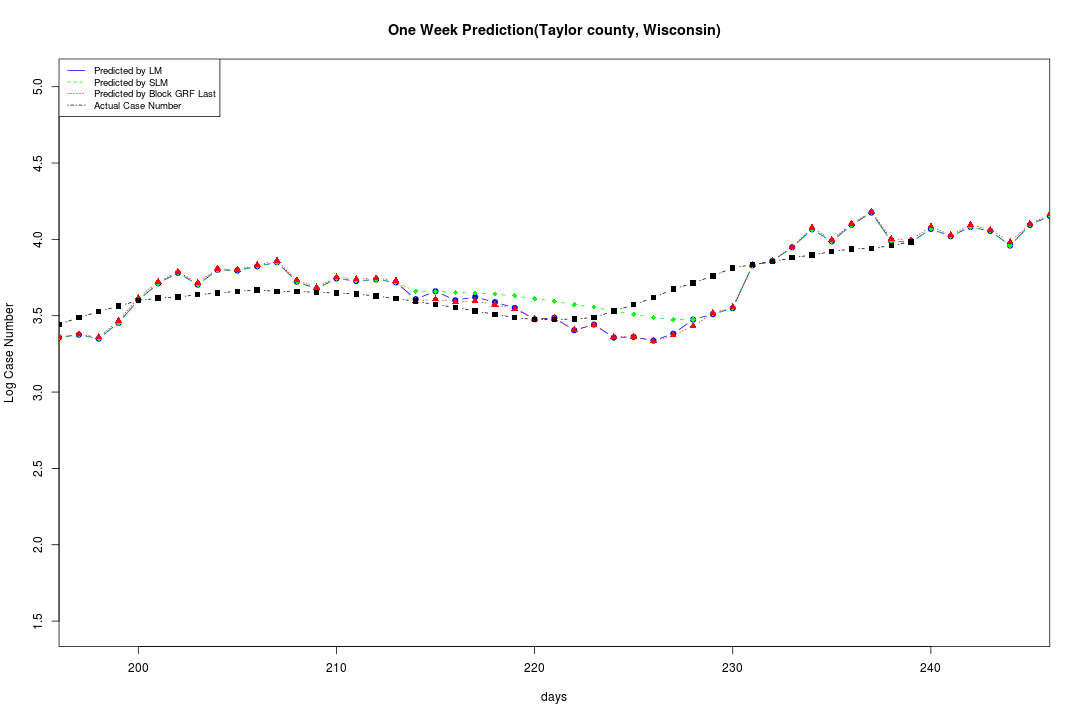 One Week Prediction(Taylor county, Wisconsin)
Predicted by LM
Predicted by SLM
Predicted by Block GRF Last
Actual Case Number
5.0
4.5
4.0
3.5
3.0
2.5
2.0
1.5
Log Case Number
200 210 220 230 240
days